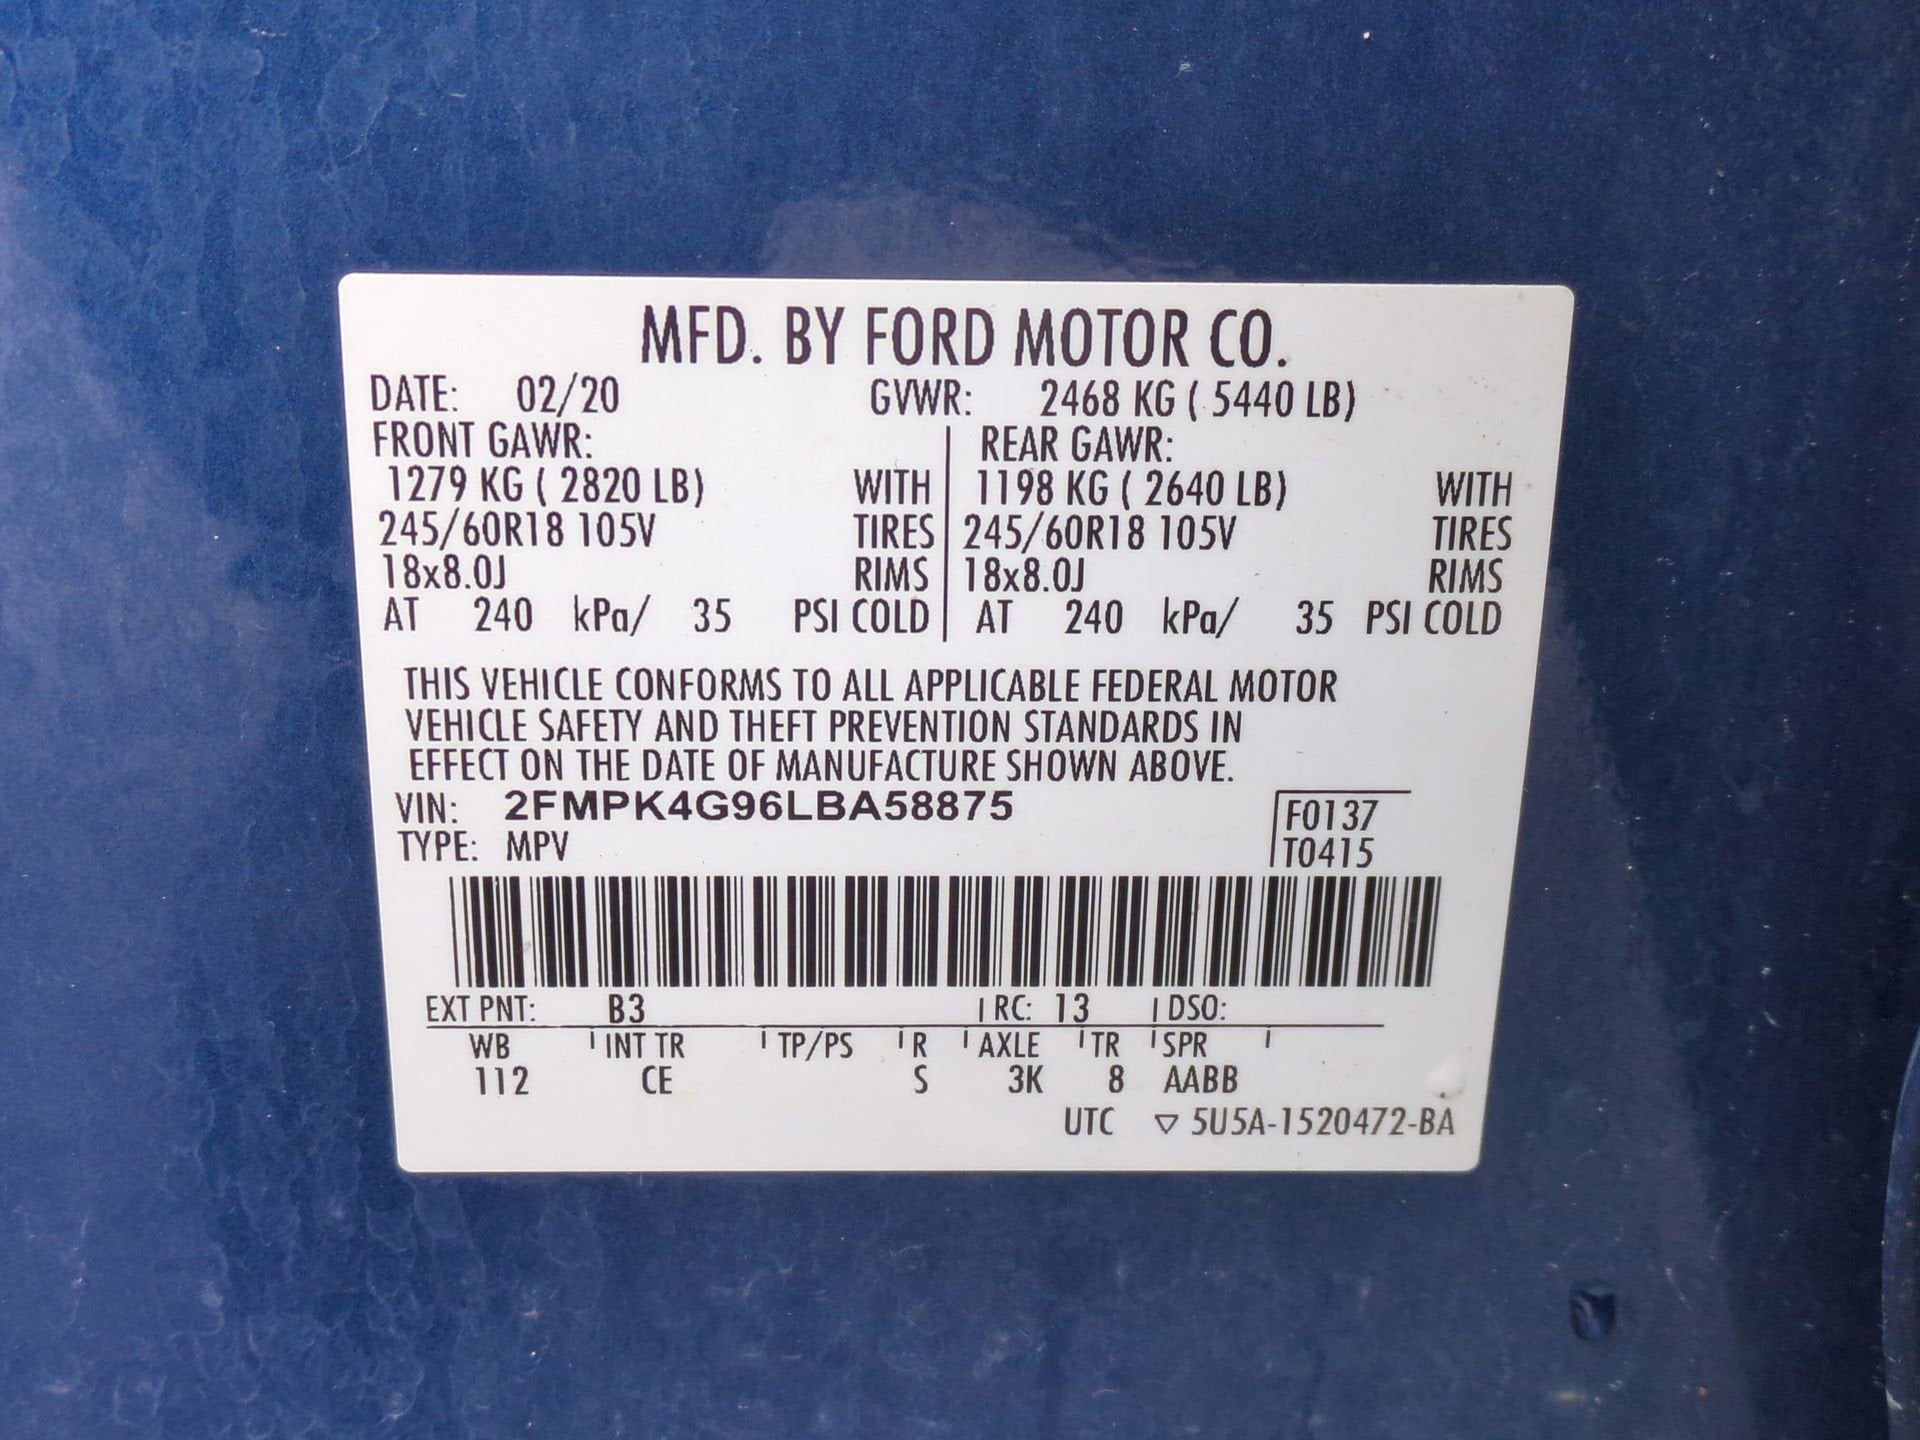 MFD. BY FORD MOTOR CO.
DATE: 02/20 GVWR: 2468 KG ( 5440 LB)
FRONT GAWR: REAR GAWR:
1279 KG ( 2820 LB) WITH 1198 KG ( 2640 LB) WITH
245/60R18 105V TIRES 245/60R18 105V TIRES
18x8.0J RIMS 18x8.0J RIMS
AT 240 kPa/ 35 PSI COLD AT 240 kPa/ 35 PSI COLD
THIS VEHICLE CONFORMS TO ALL APPLICABLE FEDERAL MOTOR
VEHICLE SAFETY AND THEFT PREVENTION STANDARDS IN
EFFECT ON THE DATE OF MANUFACTURE SHOWN ABOVE.
VIN: 2FMPK4G96LBA58875 F0137
TYPE: MPV T0415
EXT PNT: B3 RC: 13 DSO:
WB INT TR TP/PS R AXLE TR SPR
112 CE S 3K 8 AABB
UTC ▽ 5U5A-1520472-BA